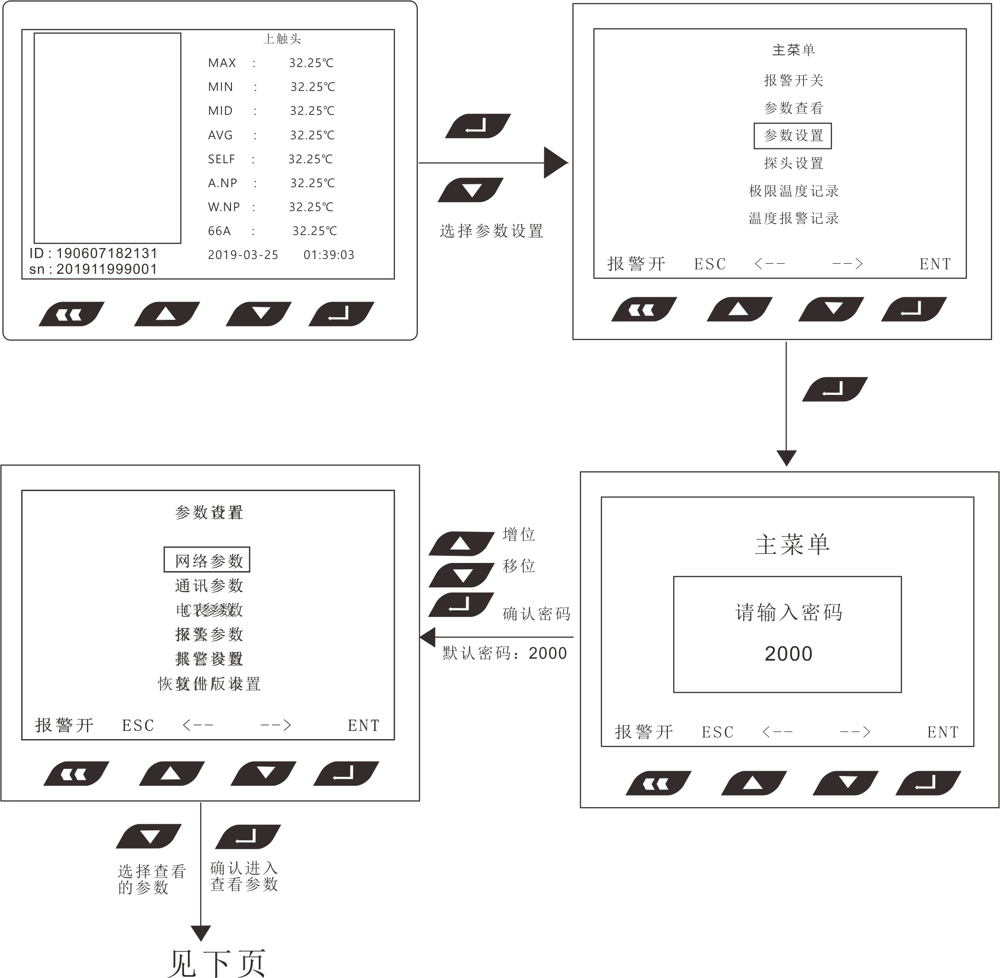 上触头
MAX : 32.25℃
MIN : 32.25℃
MID : 32.25℃
AVG : 32.25℃
SELF : 32.25℃
A.NP : 32.25℃
W.NP : 32.25℃
66A : 32.25℃
2019-03-25 01:39:03
ID : 190607182131
sn : 201911999001
选择参数设置
主菜单
报警开关
参数查看
参数设置
探头设置
极限温度记录
温度报警记录
报警开 ESC <-- --> ENT
主菜单
请输入密码
2000
报警开 ESC <-- --> ENT
增位
移位
确认密码
默认密码：2000
参数
网络参数
通讯参数
参数
参数
报警开 ESC <-- --> ENT
选择查看
的参数
确认进入
查看参数
见下页